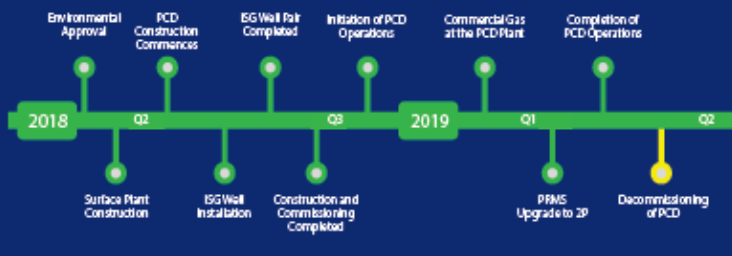 Environmental
Approval
PCD
Construction
Commences
ISG Well Pair
Completed
Initiation of PCD
Operations
Commercial Gas
at the PCD Plant
Completion of
PCD Operations
2018
Q2
Q3
2019
Q1
Q2
Surface Plant
Construction
ISG Well
Installation
Construction and
Commissioning
Completed
PRMS
Upgrade to 2P
Decommissioning
of PCD